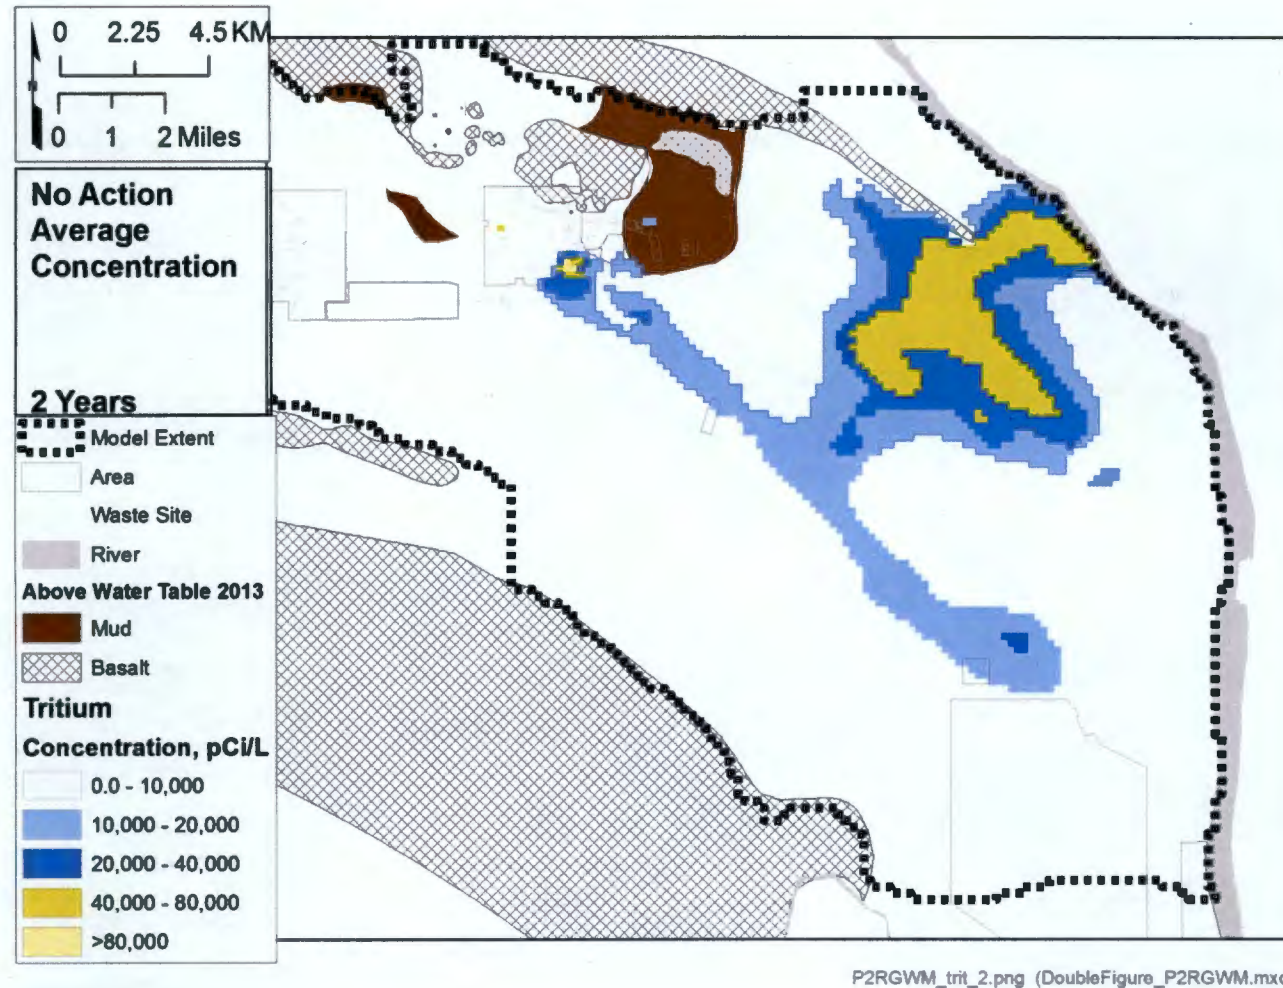 0 2.25 4.5 KM
0 1 2 Miles
No Action
Average
Concentration
2 Years
Model Extent
Area
Waste Site
River
Above Water Table 2013
Mud
Basalt
Tritium
Concentration, pCi/L
0.0 - 10,000
10,000 - 20,000
20,000 - 40,000
40,000 - 80,000
>80,000
P2RGWM_trit_2.png (DoubleFigure_P2RGWM.mxd